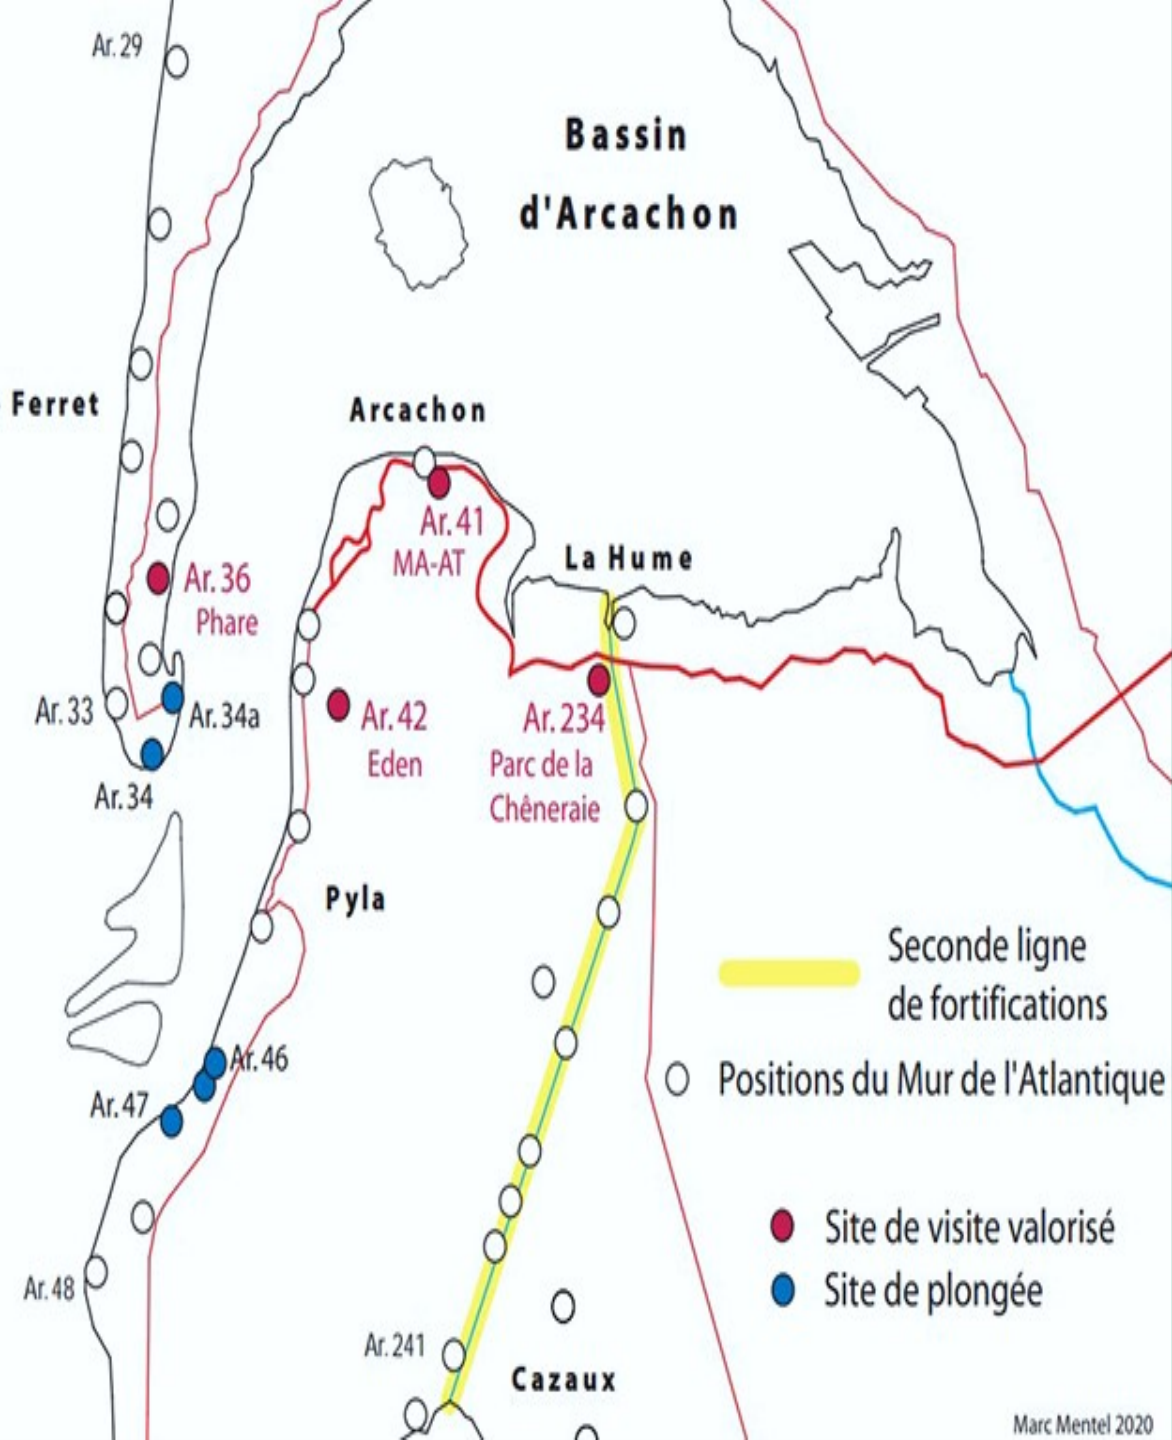 Ar.29
Bassin
d'Arcachon
Ferret
Arcachon
Ar.41
MA-AT
La Hume
Ar.36
Phare
Ar.33
Ar.34a
Ar.42
Eden
Ar.234
Parc de la
Chêneraie
Ar.34
Pyla
Seconde ligne
de fortifications
Ar.46
Positions du Mur de l'Atlantique
Ar.47
Site de visite valorisé
Ar.48
Site de plongée
Ar.241
Cazaux
Marc Mentel 2020